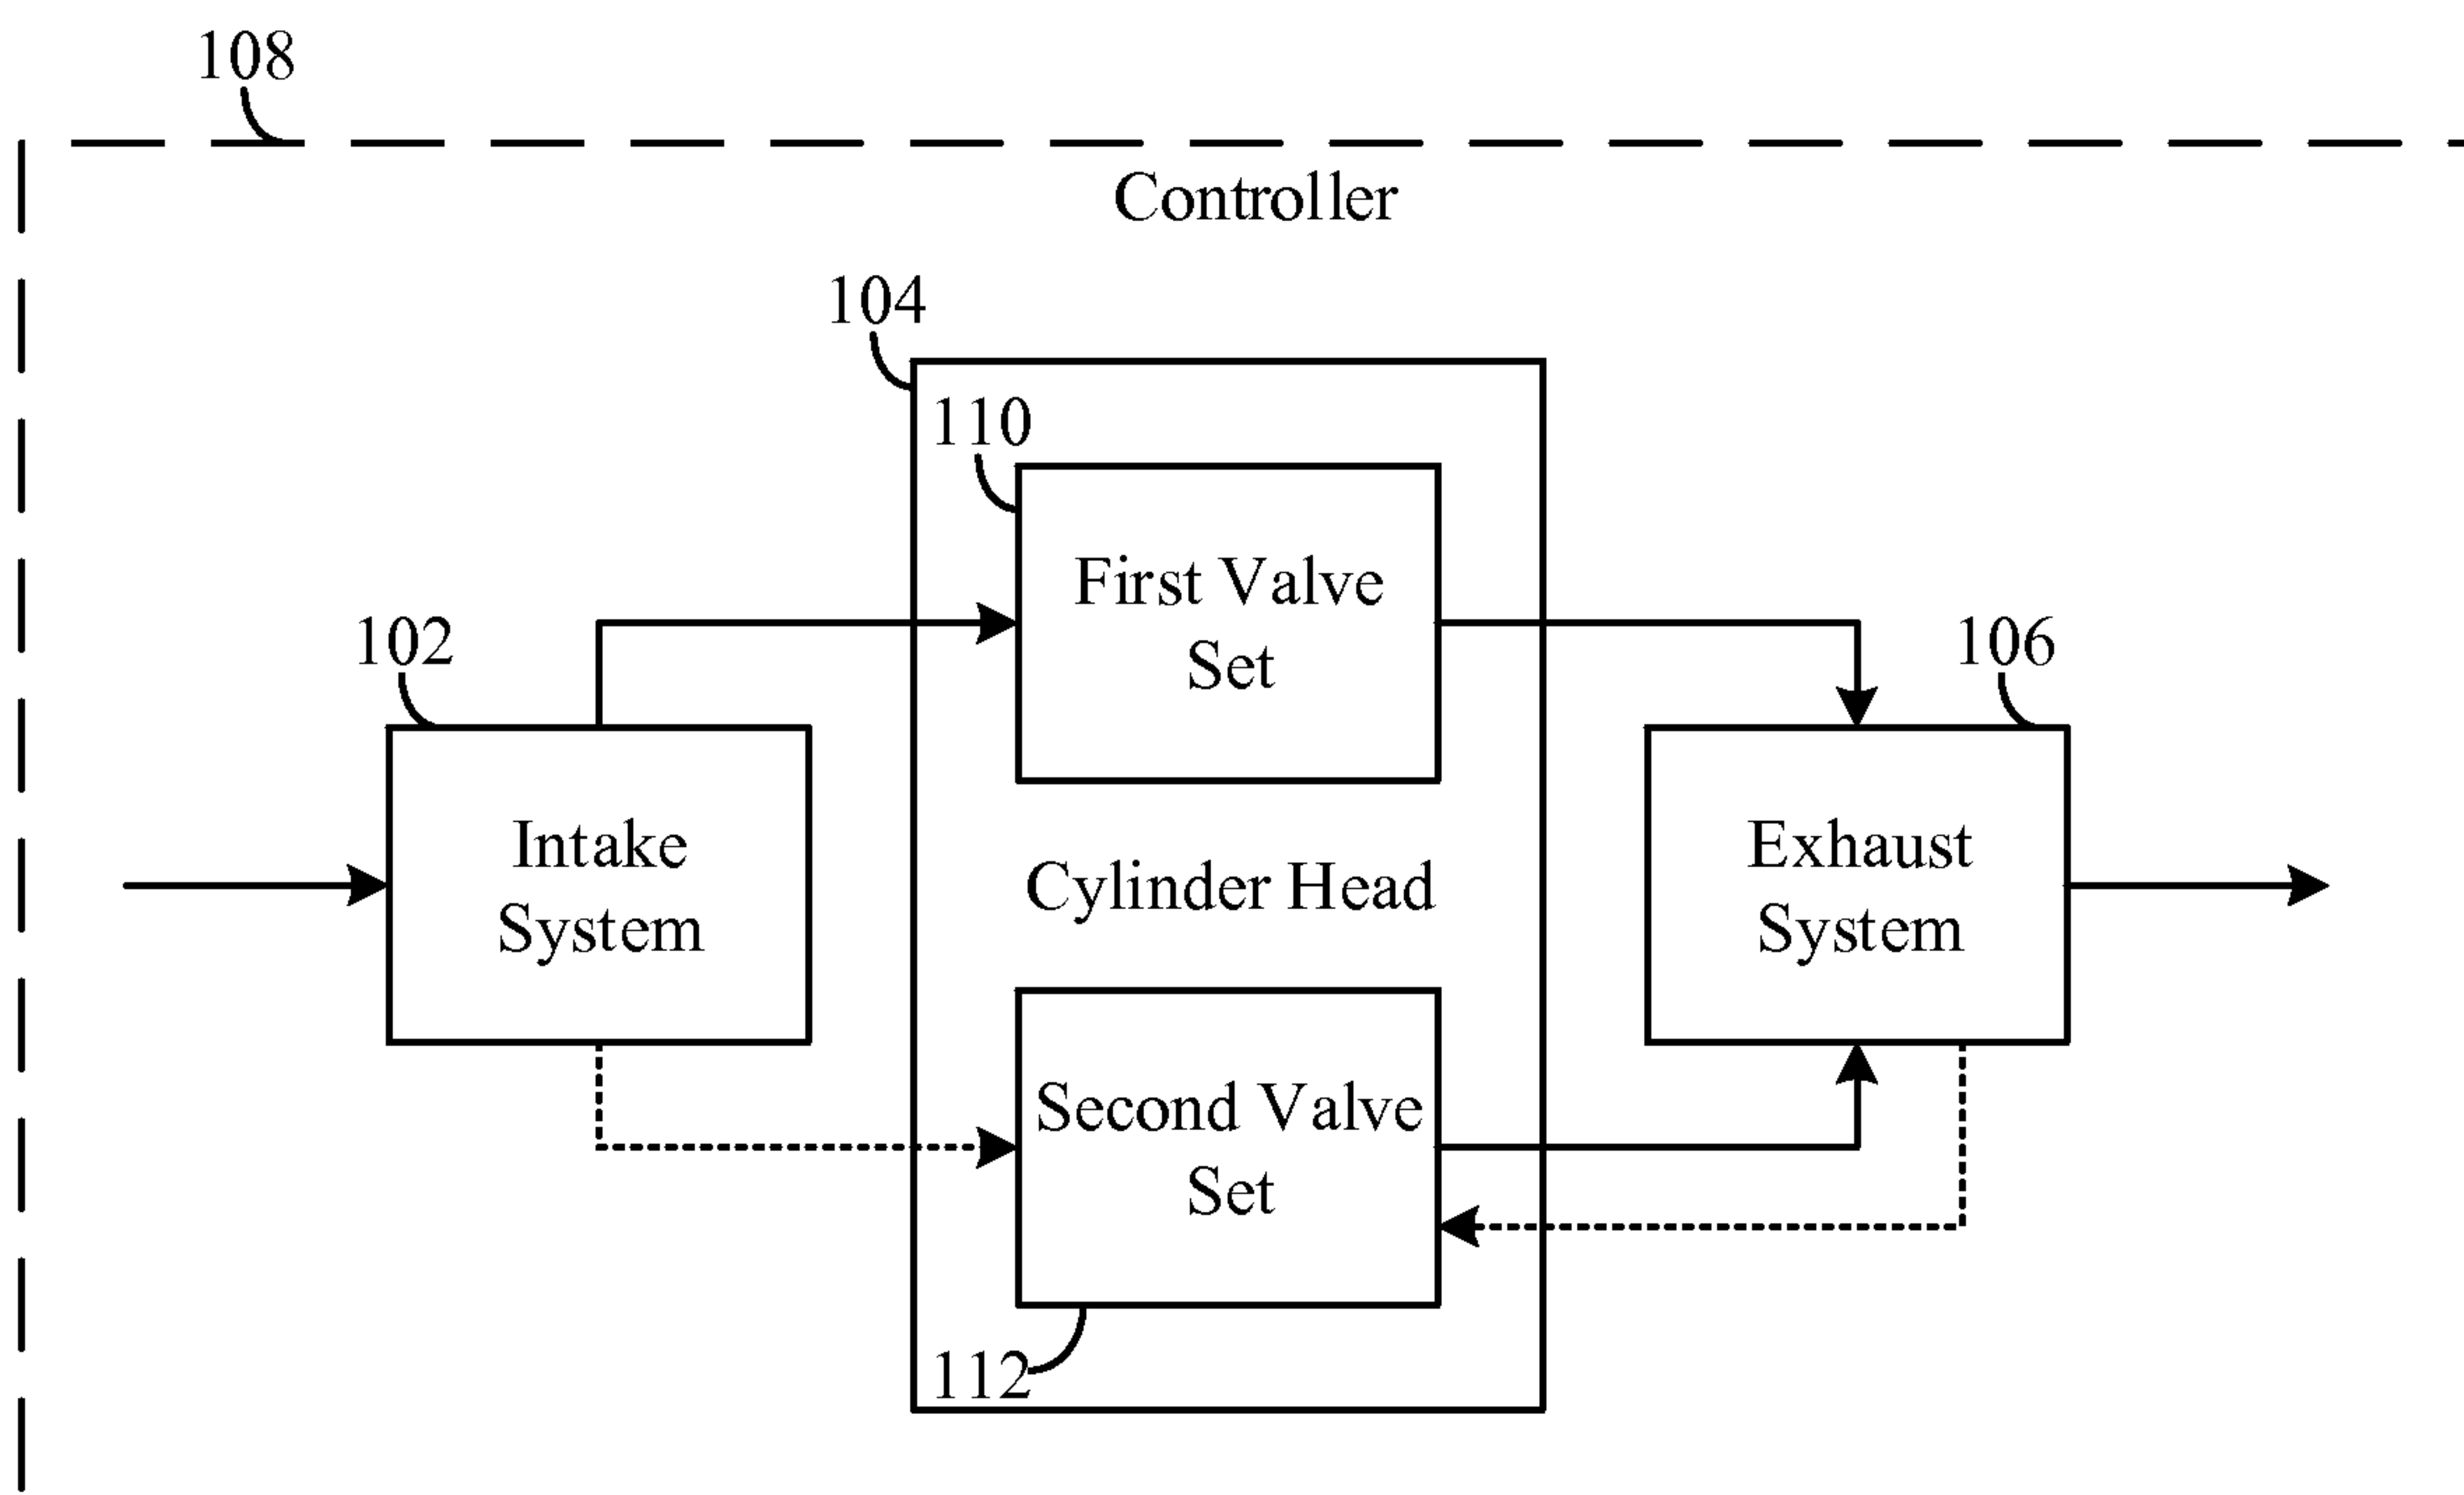 108
Controller
104
110
First Valve
Set
102
106
Intake
System
Cylinder Head
Exhaust
System
Second Valve
Set
112